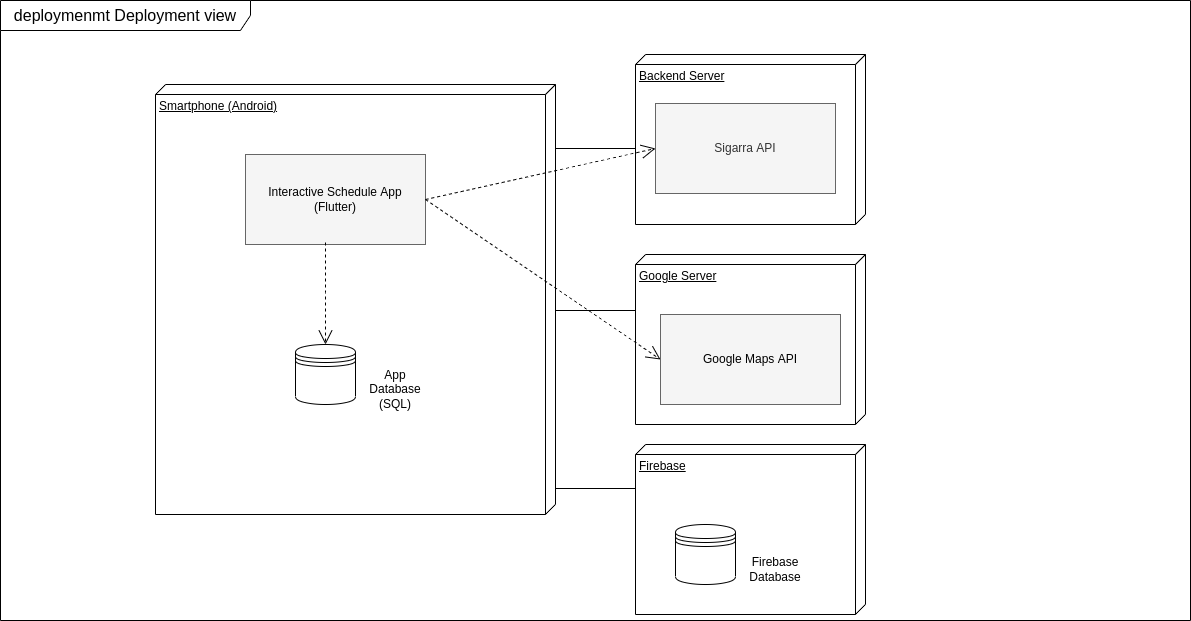 deploymenmt Deployment view
Smartphone (Android)
Interactive Schedule App
(Flutter)
App
Database
(SQL)
Backend Server
Sigarra API
Google Server
Google Maps API
Firebase
Firebase
Database